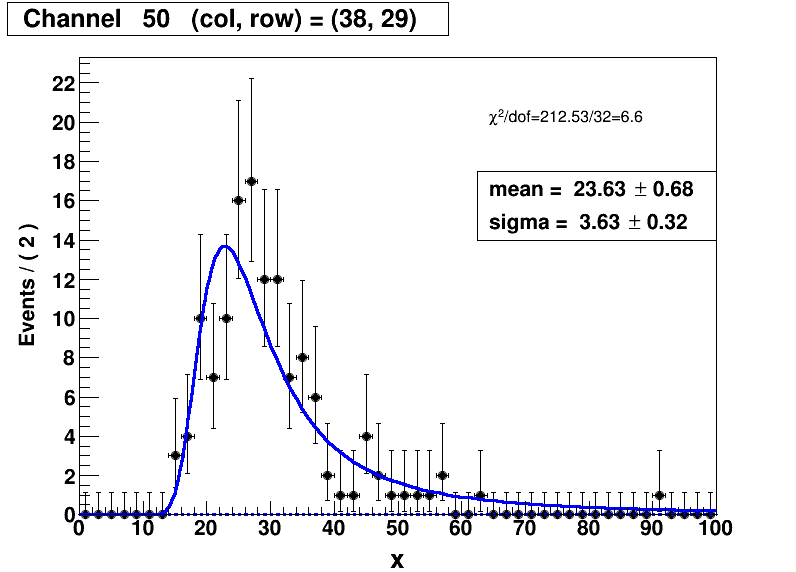 Channel 50 (col, row) = (38, 29)
22
20
18
16
14
12
10
8
6
4
2
0
Events / ( 2 )
χ²/dof=212.53/32=6.6
mean = 23.63 ± 0.68
sigma = 3.63 ± 0.32
0 10 20 30 40 50 60 70 80 90 100
x